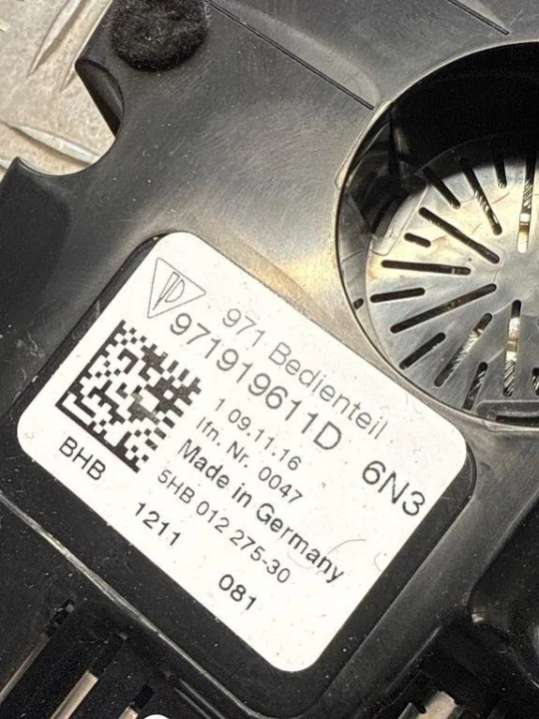 971 Bedienteil
971919611D 6N3
1 09.11.16
lfn. Nr. 0047
Made in Germany
5HB 012 275-30
BHB 1211 081